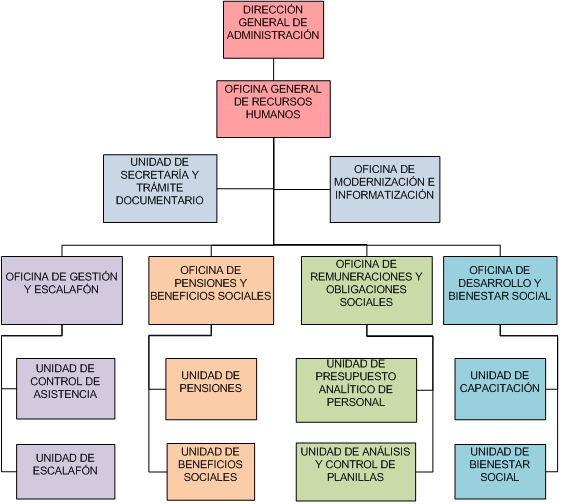 DIRECCIÓN
GENERAL DE
ADMINISTRACIÓN
OFICINA GENERAL
DE RECURSOS
HUMANOS
UNIDAD DE
SECRETARÍA Y
TRÁMITE
DOCUMENTARIO
OFICINA DE
MODERNIZACIÓN E
INFORMATIZACIÓN
OFICINA DE GESTIÓN
Y ESCALAFÓN
OFICINA DE
PENSIONES Y
BENEFICIOS SOCIALES
OFICINA DE
REMUNERACIONES Y
OBLIGACIONES
SOCIALES
OFICINA DE
DESARROLLO Y
BIENESTAR SOCIAL
UNIDAD DE
CONTROL DE
ASISTENCIA
UNIDAD DE
PENSIONES
UNIDAD DE
PRESUPUESTO
ANALÍTICO DE
PERSONAL
UNIDAD DE
CAPACITACIÓN
UNIDAD DE
ESCALAFÓN
UNIDAD DE
BENEFICIOS
SOCIALES
UNIDAD DE ANÁLISIS
Y CONTROL DE
PLANILLAS
UNIDAD DE
BIENESTAR
SOCIAL